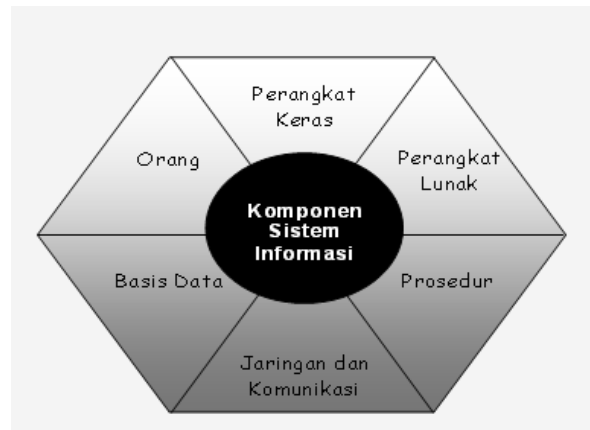 Perangkat
Keras
Orang
Perangkat
Lunak
Komponen
Sistem
Informasi
Basis Data
Prosedur
Jaringan dan
Komunikasi